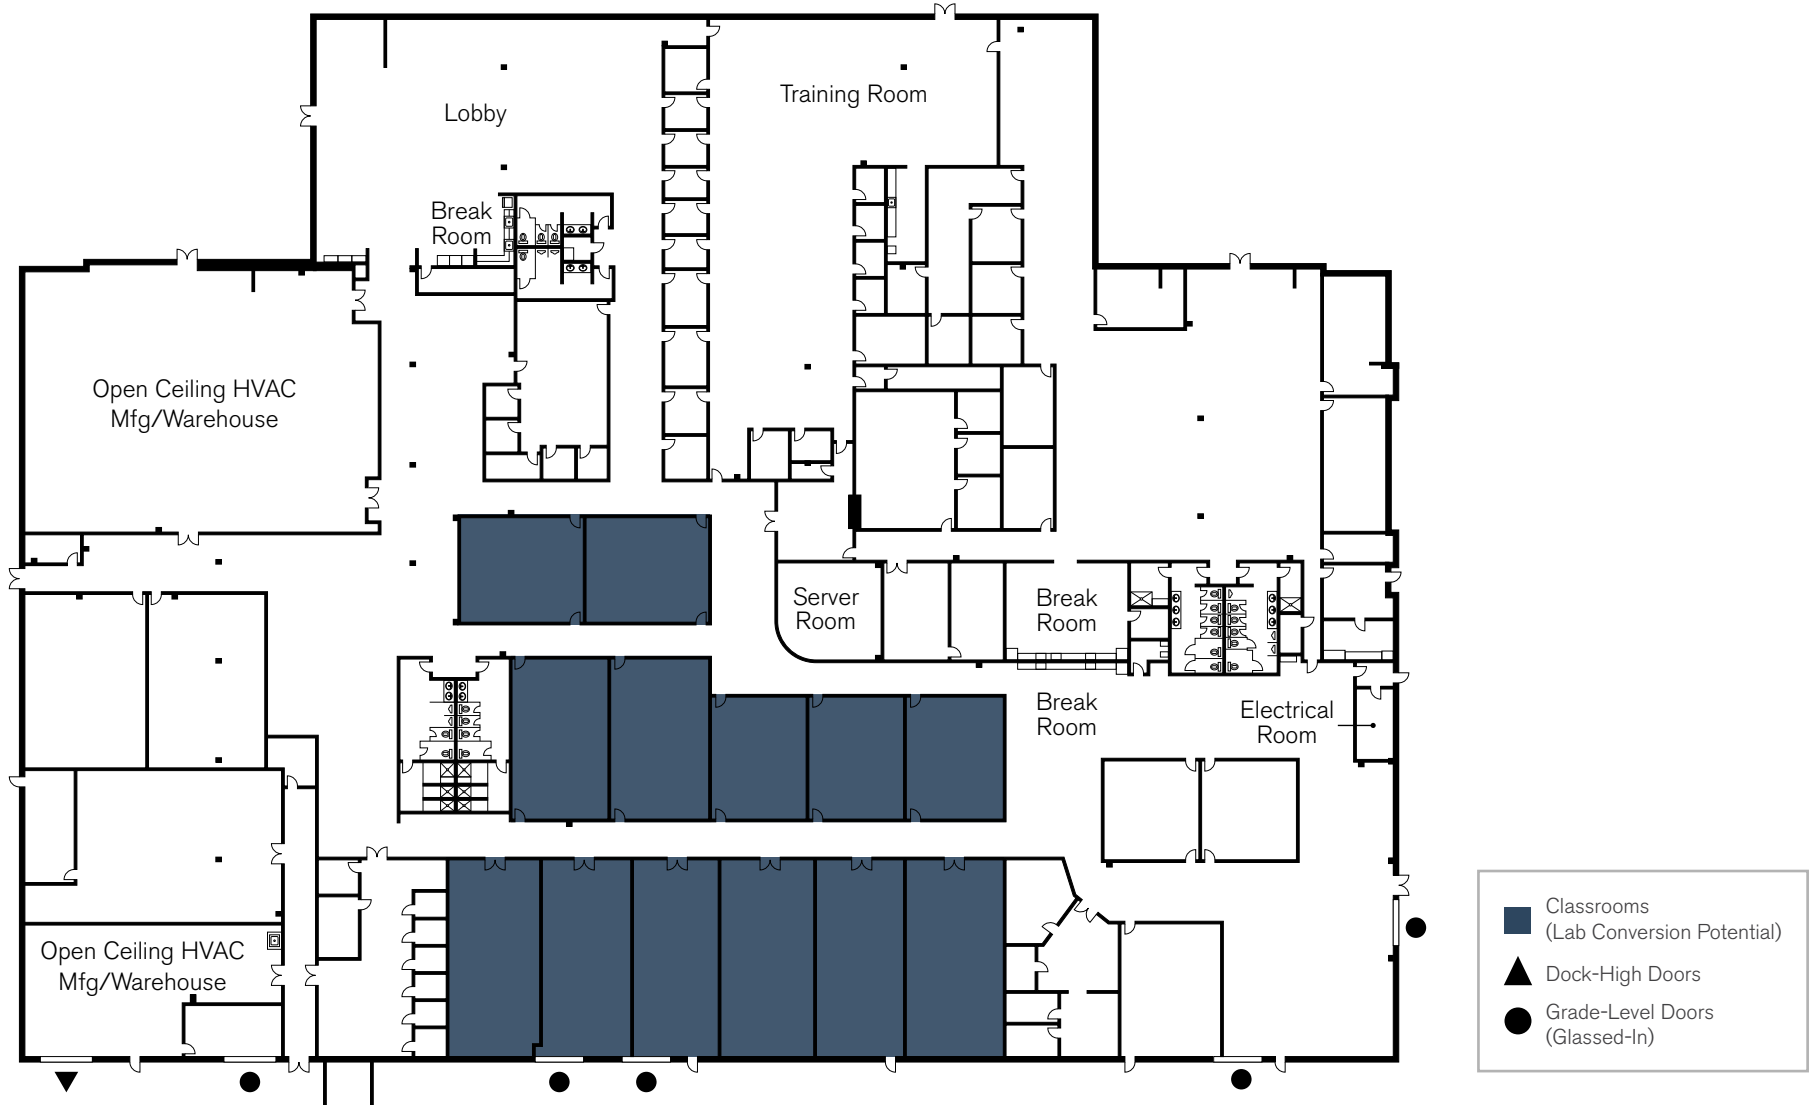 Lobby
Training Room
Break
Room
Open Ceiling HVAC
Mfg/Warehouse
Server
Room
Break
Room
Break
Room
Electrical
Room
Open Ceiling HVAC
Mfg/Warehouse
Classrooms
(Lab Conversion Potential)
Dock-High Doors
Grade-Level Doors
(Glassed-In)